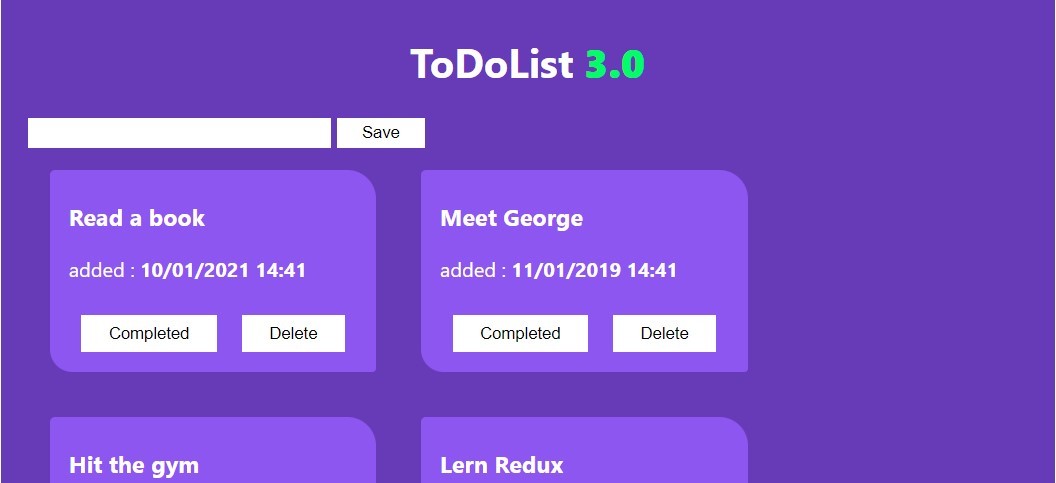 ToDoList 3.0
Save
Read a book
added : 10/01/2021 14:41
Completed Delete
Meet George
added : 11/01/2019 14:41
Completed Delete
Hit the gym
Lern Redux